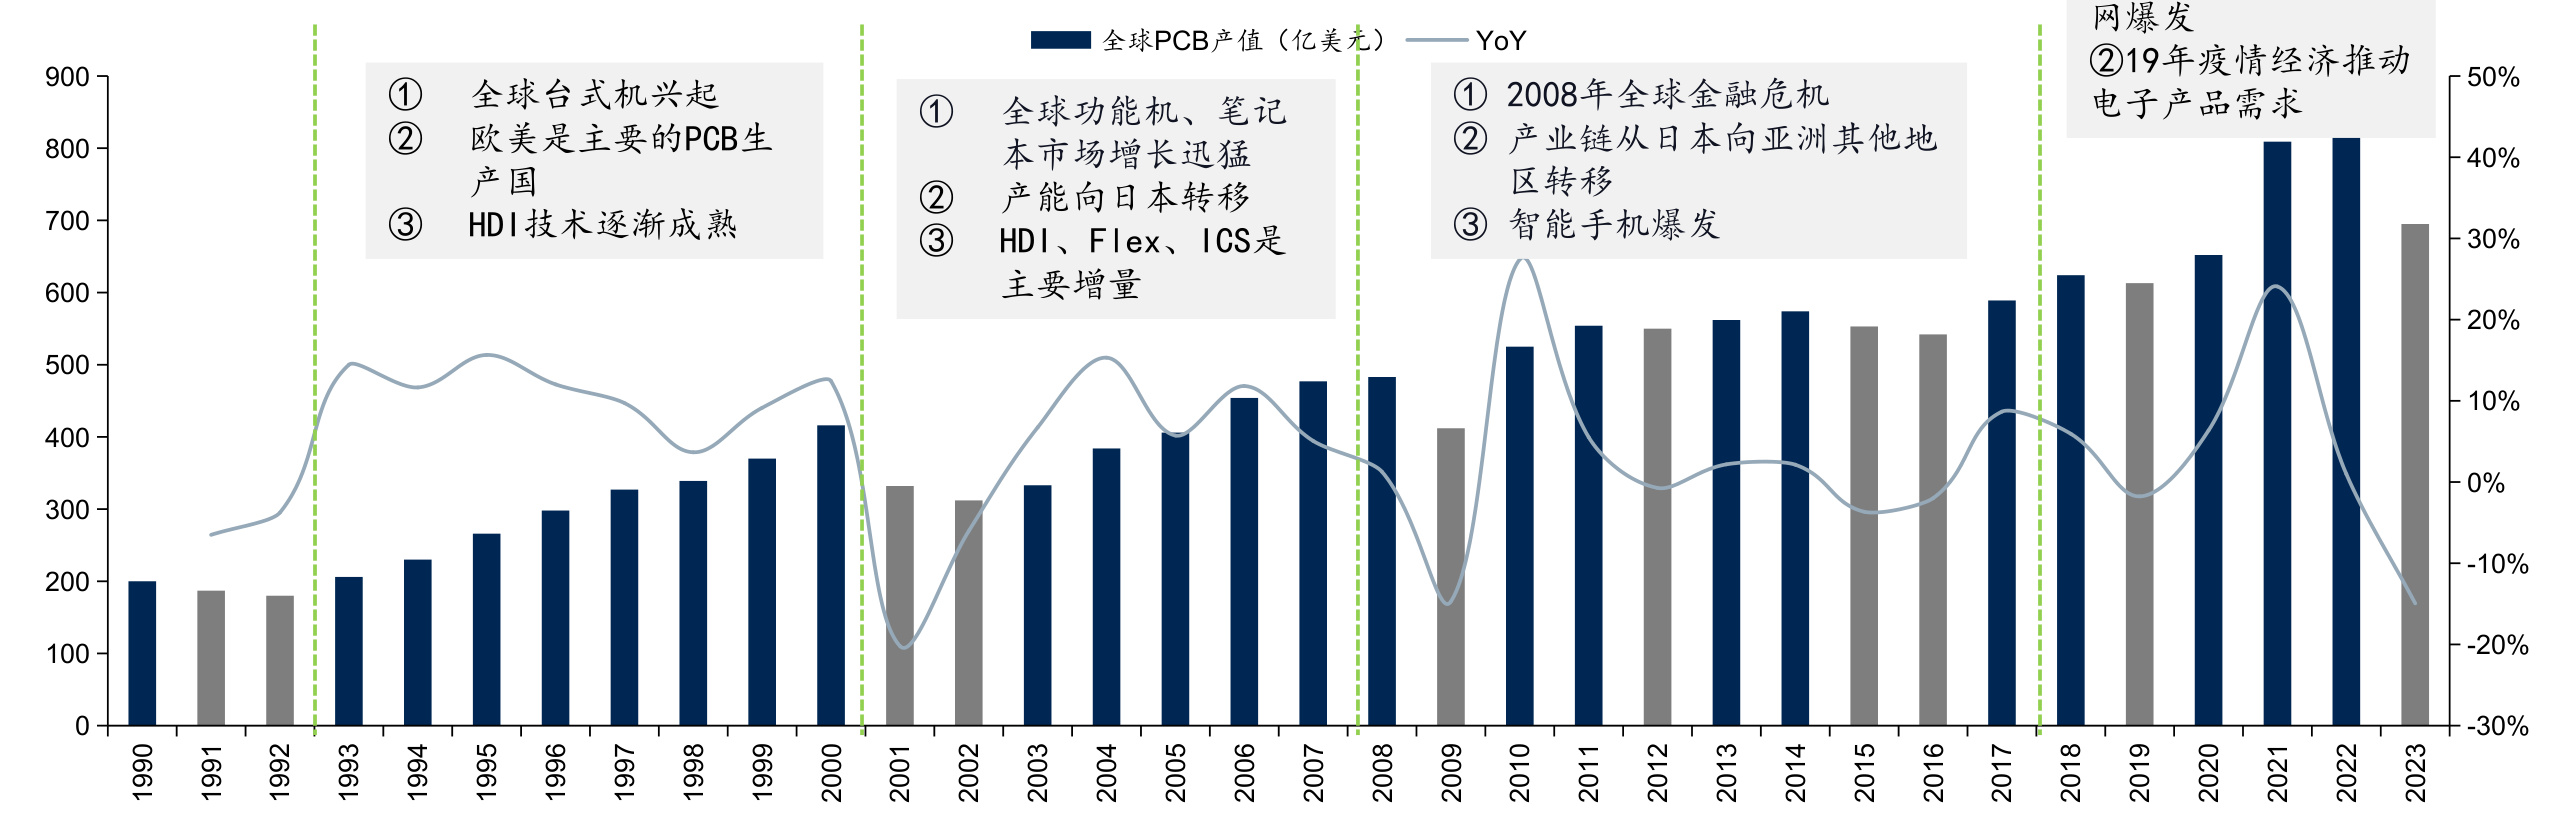 全球PCB产值（亿美元） YoY
900
800
700
600
500
400
300
200
100
0
① 全球台式机兴起
② 欧美是主要的PCB生
产国
③ HDI技术逐渐成熟
① 全球功能机、笔记
本市场增长迅猛
② 产能向日本转移
③ HDI、Flex、ICS是
主要增量
① 2008年全球金融危机
② 产业链从日本向亚洲其他地
区转移
③ 智能手机爆发
网爆发
②19年疫情经济推动
电子产品需求
50%
40%
30%
20%
10%
0%
-10%
-20%
-30%
1990 1991 1992 1993 1994 1995 1996 1997 1998 1999 2000 2001 2002 2003 2004 2005 2006 2007 2008 2009 2010 2011 2012 2013 2014 2015 2016 2017 2018 2019 2020 2021 2022 2023